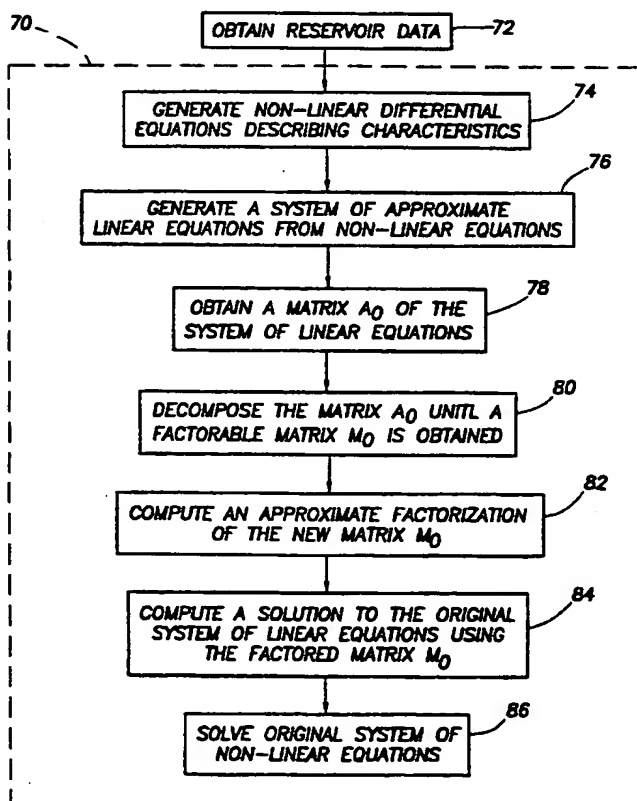 70
OBTAIN RESERVOIR DATA
72
GENERATE NON-LINEAR DIFFERENTIAL
EQUATIONS DESCRIBING CHARACTERISTICS
74
GENERATE A SYSTEM OF APPROXIMATE
LINEAR EQUATIONS FROM NON-LINEAR EQUATIONS
76
OBTAIN A MATRIX A0 OF THE
SYSTEM OF LINEAR EQUATIONS
78
DECOMPOSE THE MATRIX A0 UNITL A
FACTORABLE MATRIX M0 IS OBTAINED
80
COMPUTE AN APPROXIMATE FACTORIZATION
OF THE NEW MATRIX M0
82
COMPUTE A SOLUTION TO THE ORIGINAL
SYSTEM OF LINEAR EQUATIONS USING
THE FACTORED MATRIX M0
84
SOLVE ORIGINAL SYSTEM OF
NON-LINEAR EQUATIONS
86